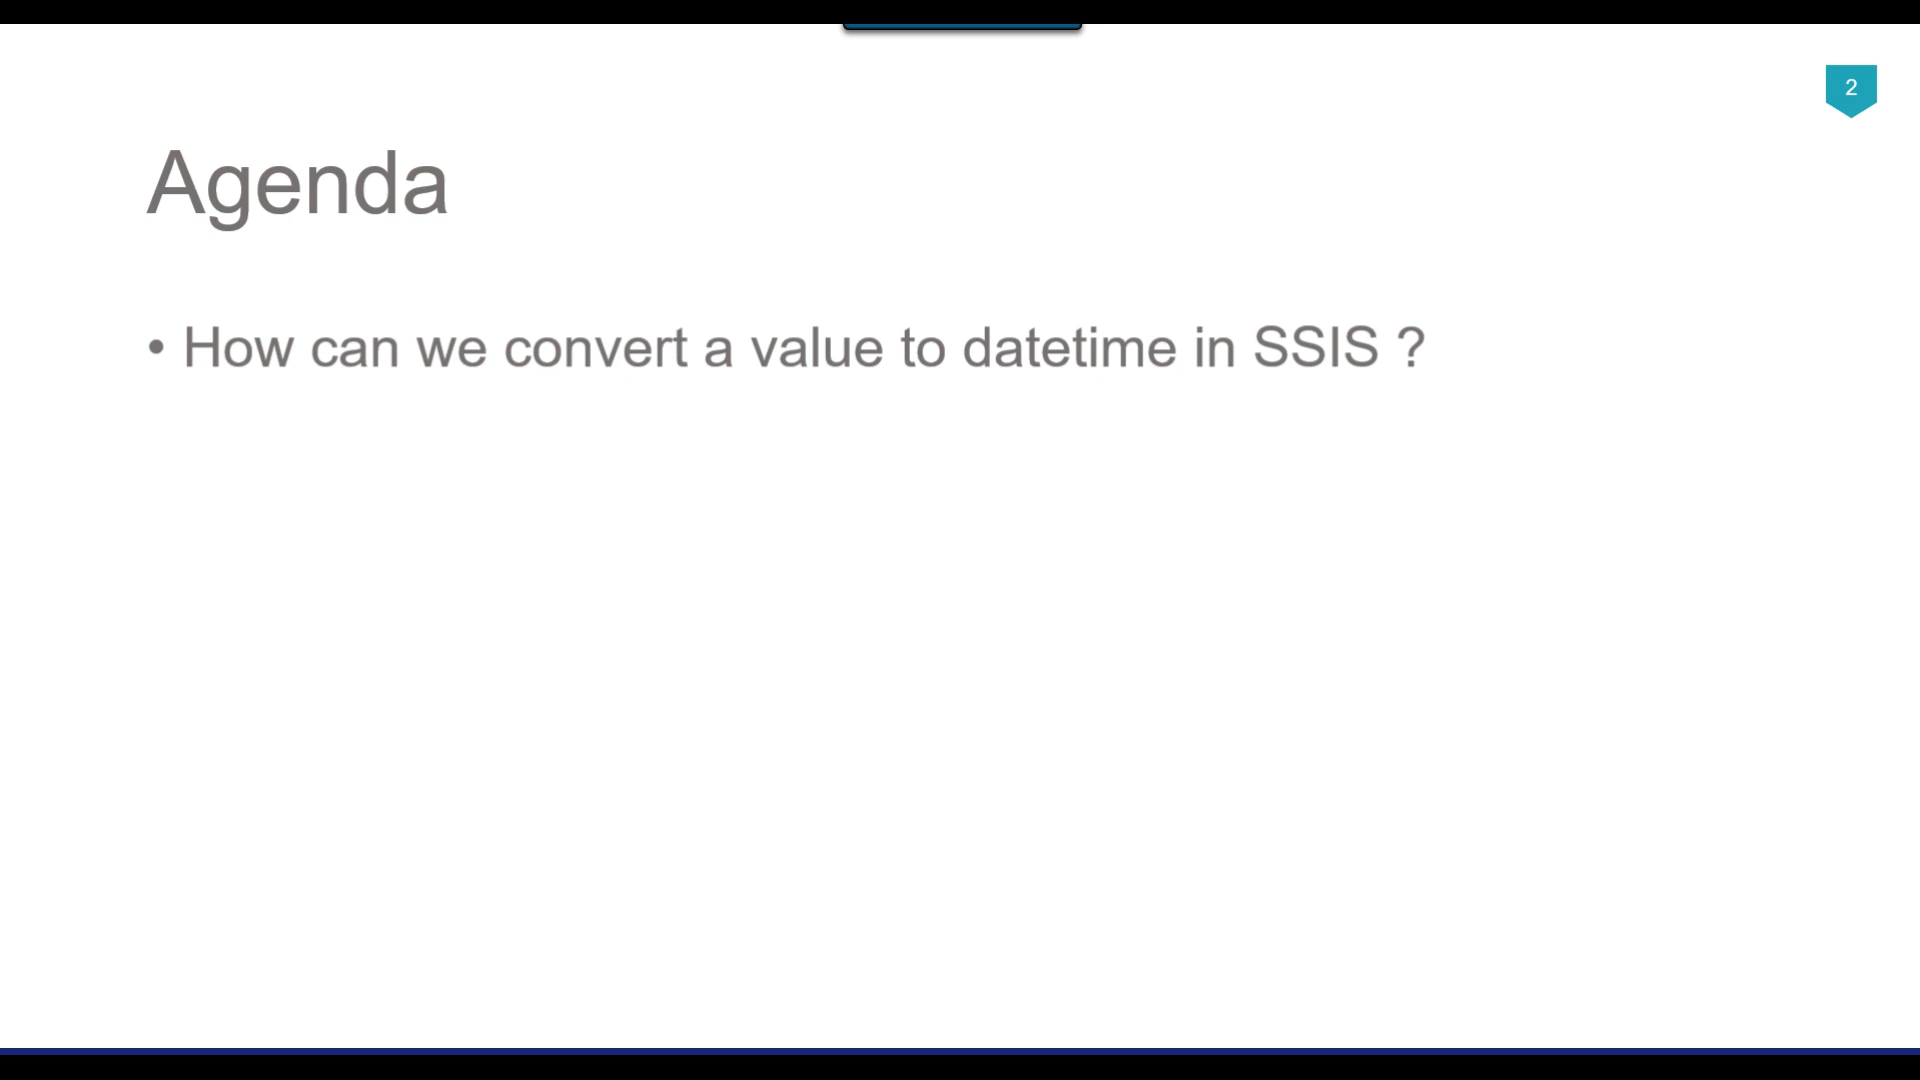 2
Agenda
• How can we convert a value to datetime in SSIS ?